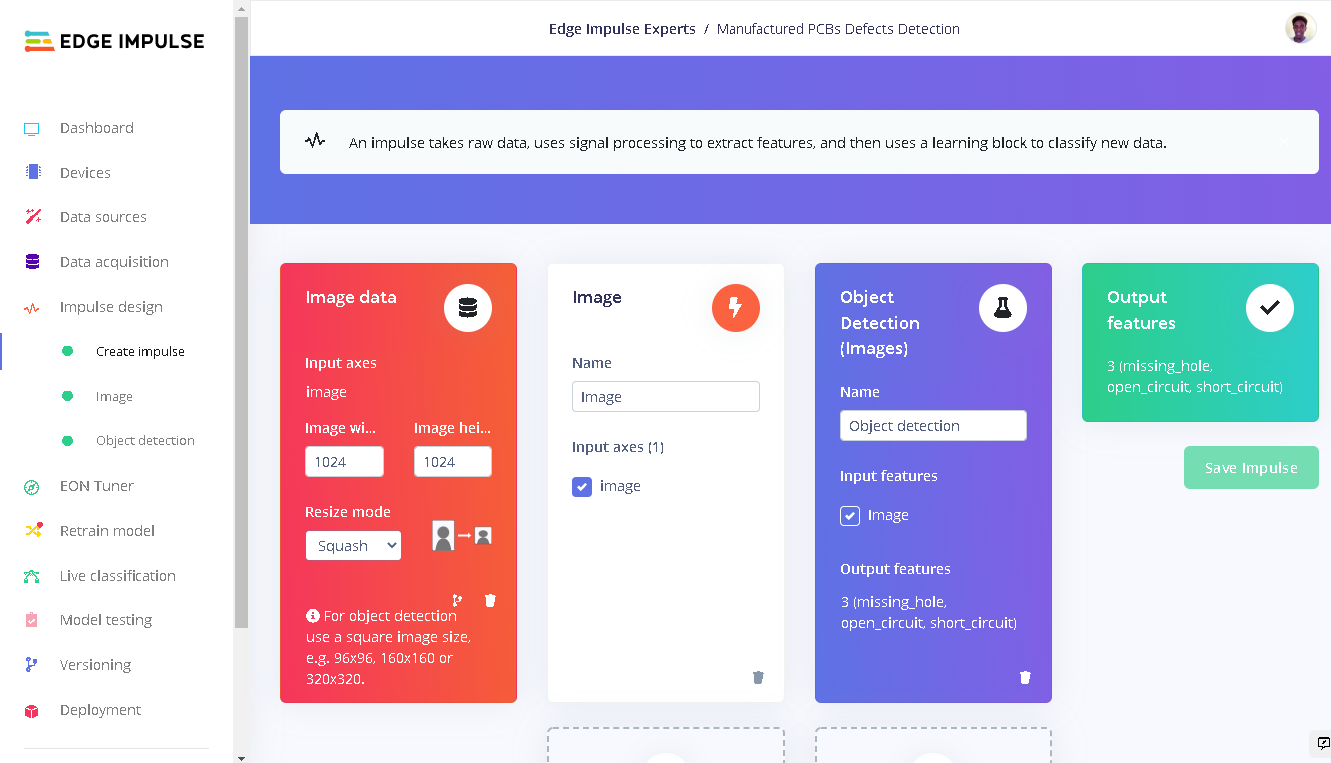 EDGE IMPULSE
Edge Impulse Experts / Manufactured PCBs Defects Detection
Dashboard
Devices
Data sources
Data acquisition
Impulse design
Create impulse
Image
Object detection
EON Tuner
Retrain model
Live classification
Model testing
Versioning
Deployment
An impulse takes raw data, uses signal processing to extract features, and then uses a learning block to classify new data.
Image data
Input axes
image
Image wi... Image hei...
1024 1024
Resize mode
Squash
For object detection
use a square image size,
e.g. 96x96, 160x160 or
320x320.
Image
Name
Image
Input axes (1)
image
Object
Detection
(Images)
Name
Object detection
Input features
Image
Output features
3 (missing_hole,
open_circuit, short_circuit)
Output
features
3 (missing_hole,
open_circuit, short_circuit)
Save Impulse